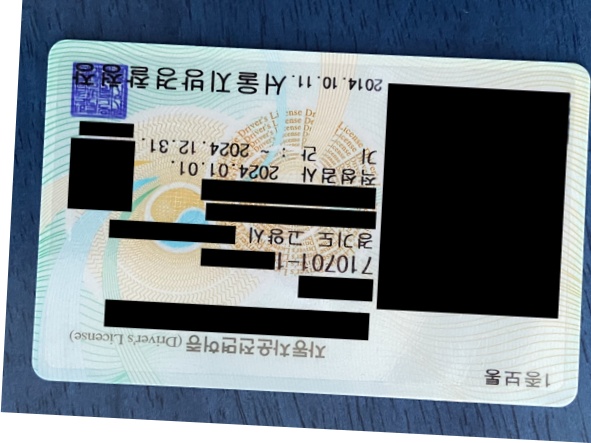 1종보통
자동차운전면허증 (Driver's License)
710701-1
경기도 고양시
적성검사 2024.01.01.
기 간 : ~ 2024.12.31.
2014.10.11. 서울지방경찰청장